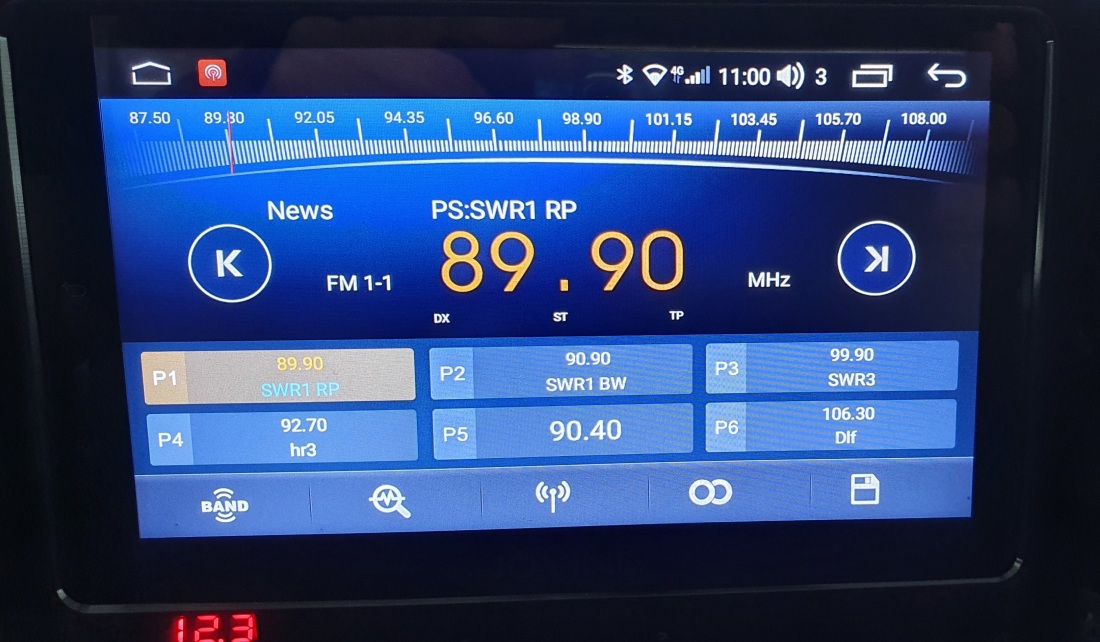 4G 11:00 3
87.50 89.80 92.05 94.35 96.60 98.90 101.15 103.45 105.70 108.00
News PS:SWR1 RP
FM 1-1 89.90 MHz
DX ST TP
P1 89.90 SWR1 RP
P2 90.90 SWR1 BW
P3 99.90 SWR3
P4 92.70 hr3
P5 90.40
P6 106.30 Dlf
BAND
12.3